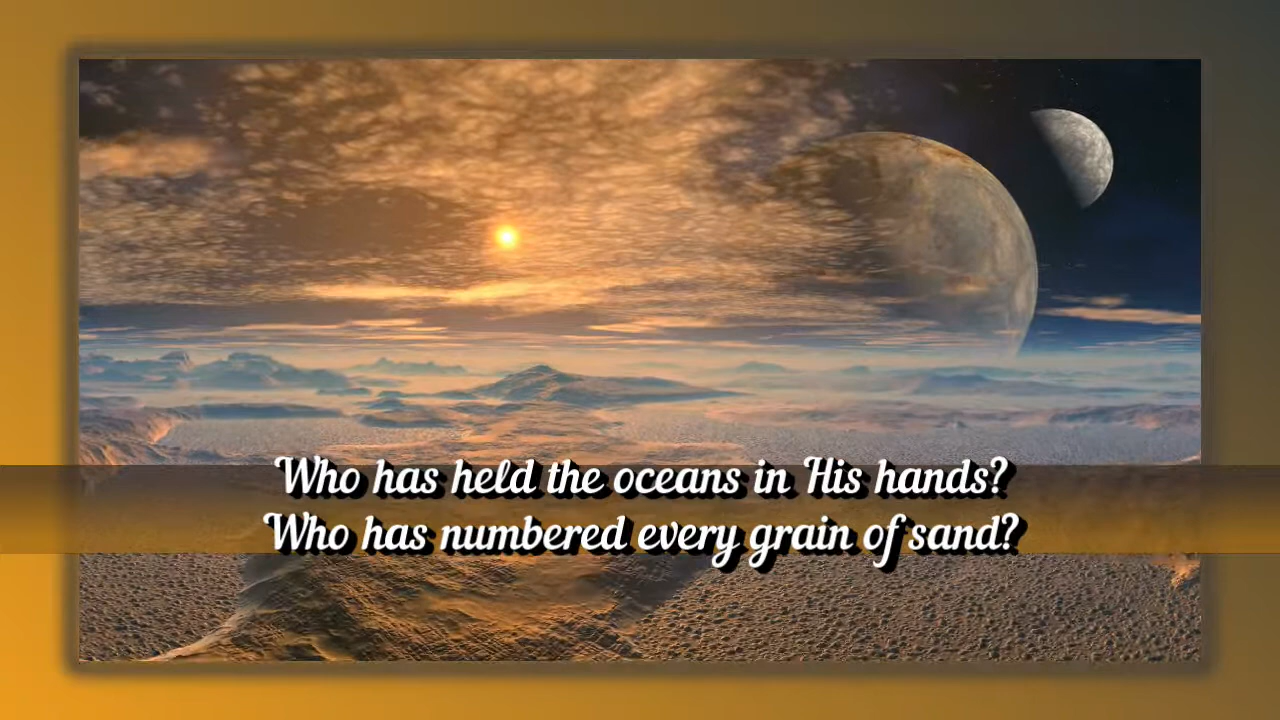 Who has held the oceans in His hands?
Who has numbered every grain of sand?